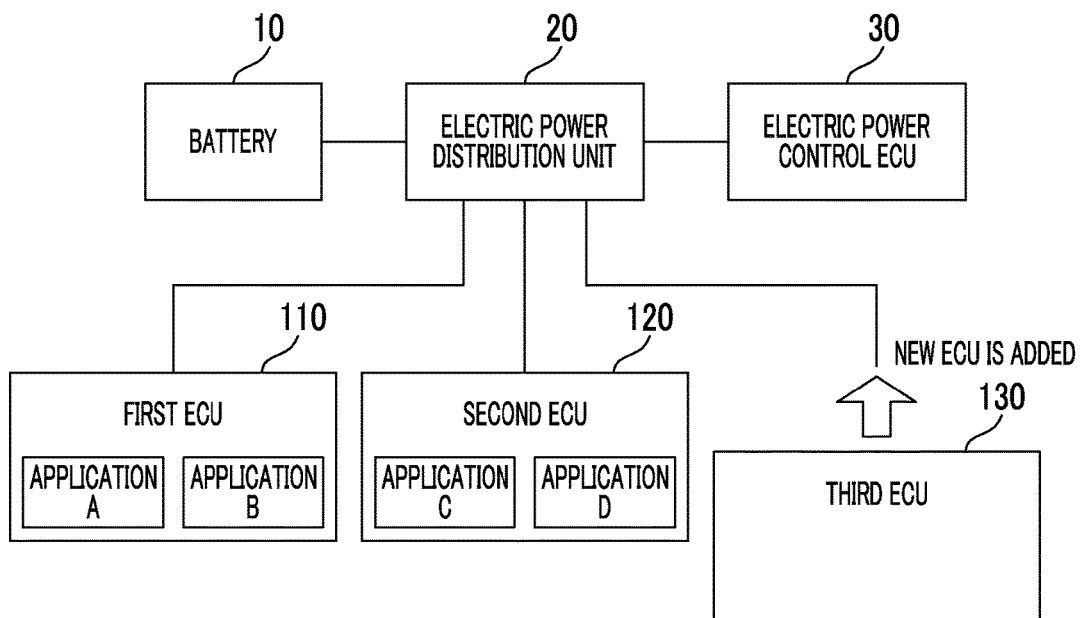 10
20
30
BATTERY
ELECTRIC POWER
DISTRIBUTION UNIT
ELECTRIC POWER
CONTROL ECU
110
120
NEW ECU IS ADDED
130
FIRST ECU
APPLICATION
A
APPLICATION
B
SECOND ECU
APPLICATION
C
APPLICATION
D
THIRD ECU